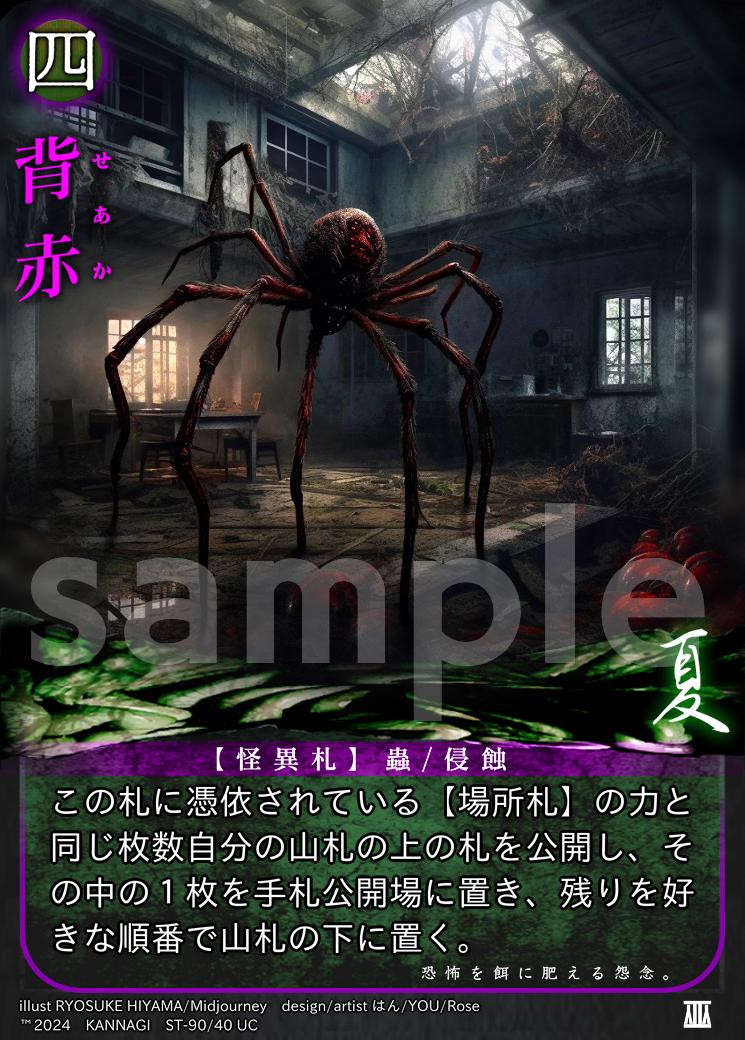 四
背赤
せあか
sample
夏
【怪異札】 蟲/侵蝕
この札に憑依されている【場所札】の力と
同じ枚数自分の山札の上の札を公開し、そ
の中の１枚を手札公開場に置き、残りを好
きな順番で山札の下に置く。
恐怖を餌に肥える怨念。
illust RYOSUKE HIYAMA/Midjourney design/artist はん/YOU/Rose
™2024 KANNAGI ST-90/40 UC